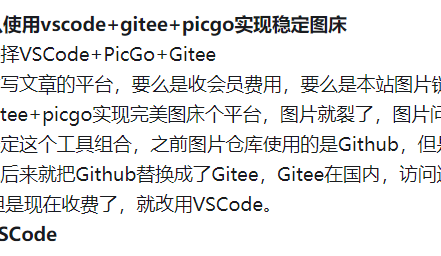 使用vscode+gitee+picgo实现稳定图床
择VSCode+PicGo+Gitee
写文章的平台，要么是收会员费用，要么是本站图片链
tee+picgo实现完美图床个平台，图片就裂了，图片问
定这个工具组合，之前图片仓库使用的是Github，但是
后来就把Github替换成了Gitee，Gitee在国内，访问速
但是现在收费了，就改用VSCode。
SCode